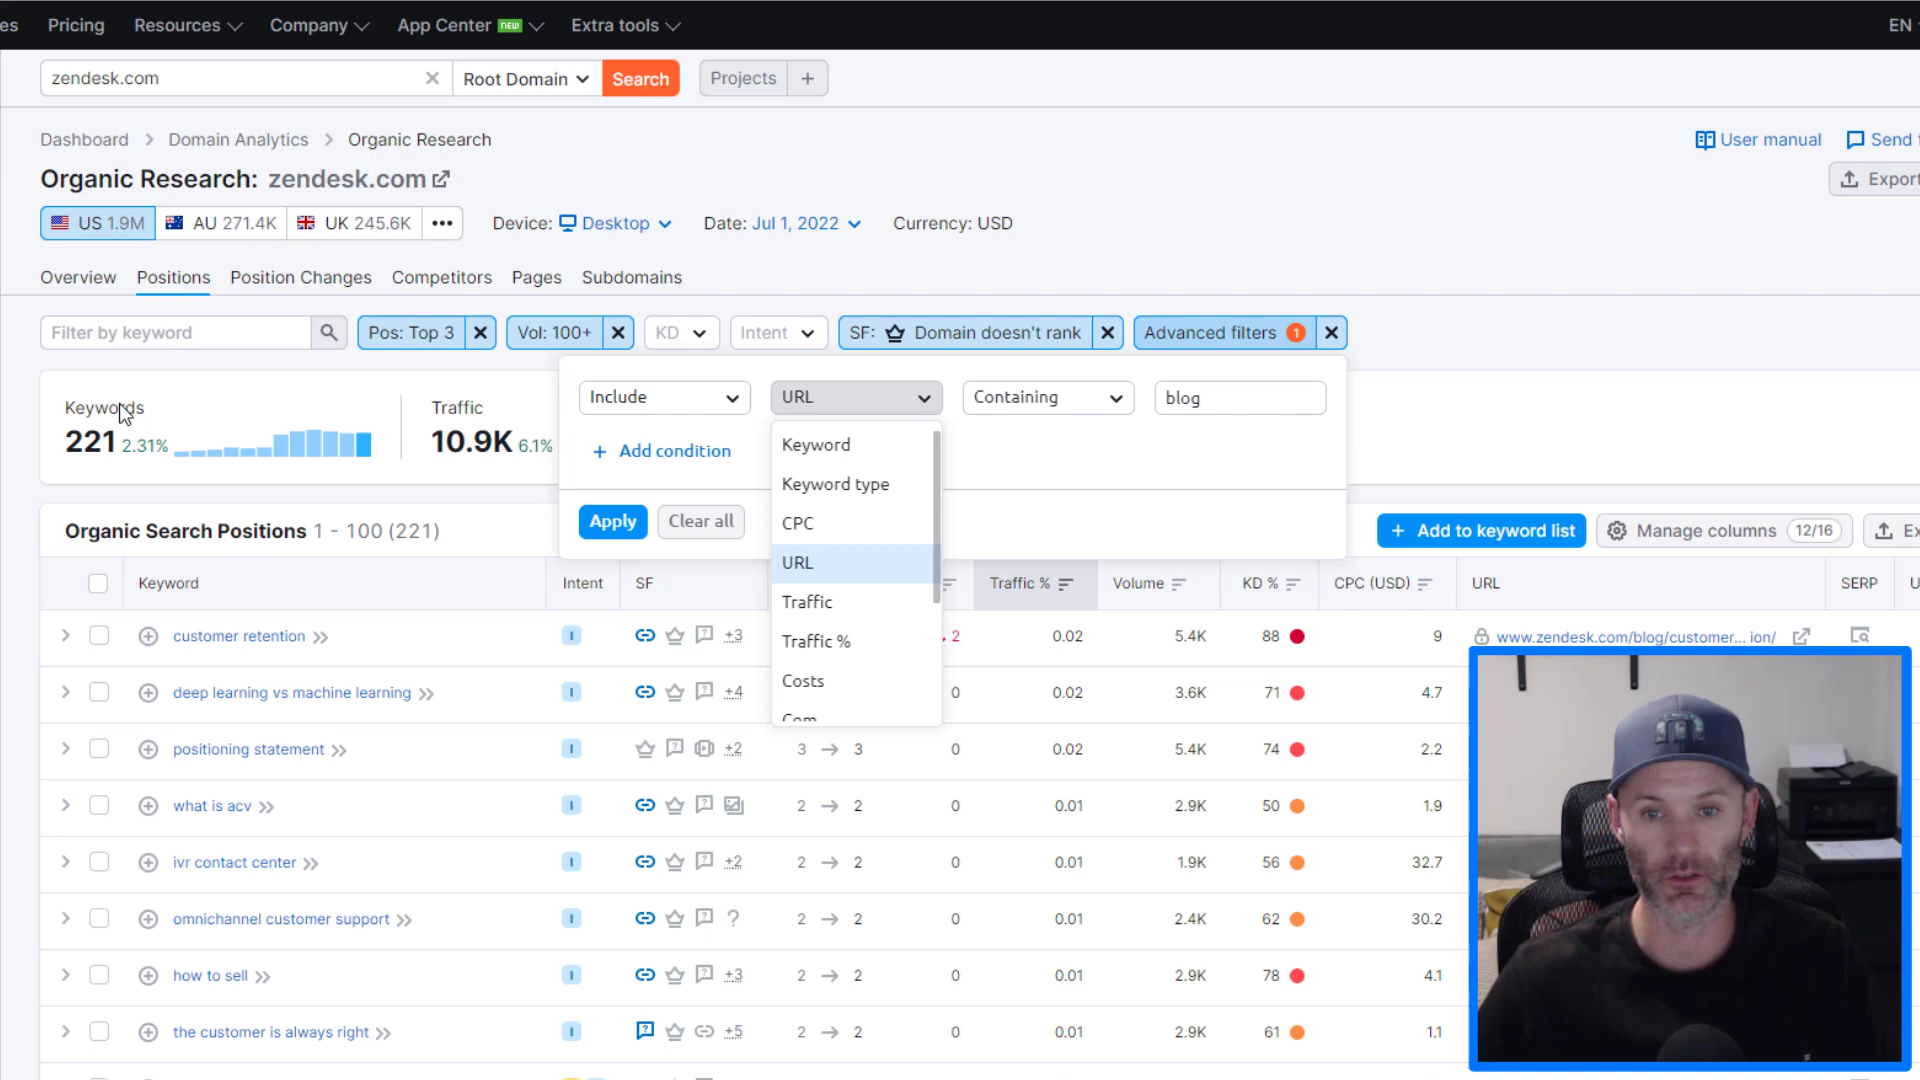 es Pricing Resources Company App Center NEW Extra tools EN
zendesk.com Root Domain Search Projects +
Dashboard Domain Analytics Organic Research User manual Send
Organic Research: zendesk.com Export
US 1.9M AU 271.4K UK 245.6K ••• Device: Desktop Date: Jul 1, 2022 Currency: USD
Overview Positions Position Changes Competitors Pages Subdomains
Filter by keyword Pos: Top 3 Vol: 100+ KD Intent SF: Domain doesn't rank Advanced filters 1
Include URL Containing blog
Keywords Traffic
221 2.31% 10.9K 6.1%
+ Add condition
Keyword
Keyword type
CPC
URL
Traffic
Traffic %
Costs
Com
Apply Clear all
Organic Search Positions 1 - 100 (221) + Add to keyword list Manage columns 12/16 Ex
Keyword Intent SF Traffic % Volume KD % CPC (USD) URL SERP U
customer retention I +3 2 0.02 5.4K 88 9 www.zendesk.com/blog/customer... ion/
deep learning vs machine learning I +4 0 0.02 3.6K 71 4.7
positioning statement I +2 3 → 3 0 0.02 5.4K 74 2.2
what is acv I 2 → 2 0 0.01 2.9K 50 1.9
ivr contact center I +2 2 → 2 0 0.01 1.9K 56 32.7
omnichannel customer support I ? 2 → 2 0 0.01 2.4K 62 30.2
how to sell I +3 2 → 2 0 0.01 2.9K 78 4.1
the customer is always right I +5 2 → 2 0 0.01 2.9K 61 1.1